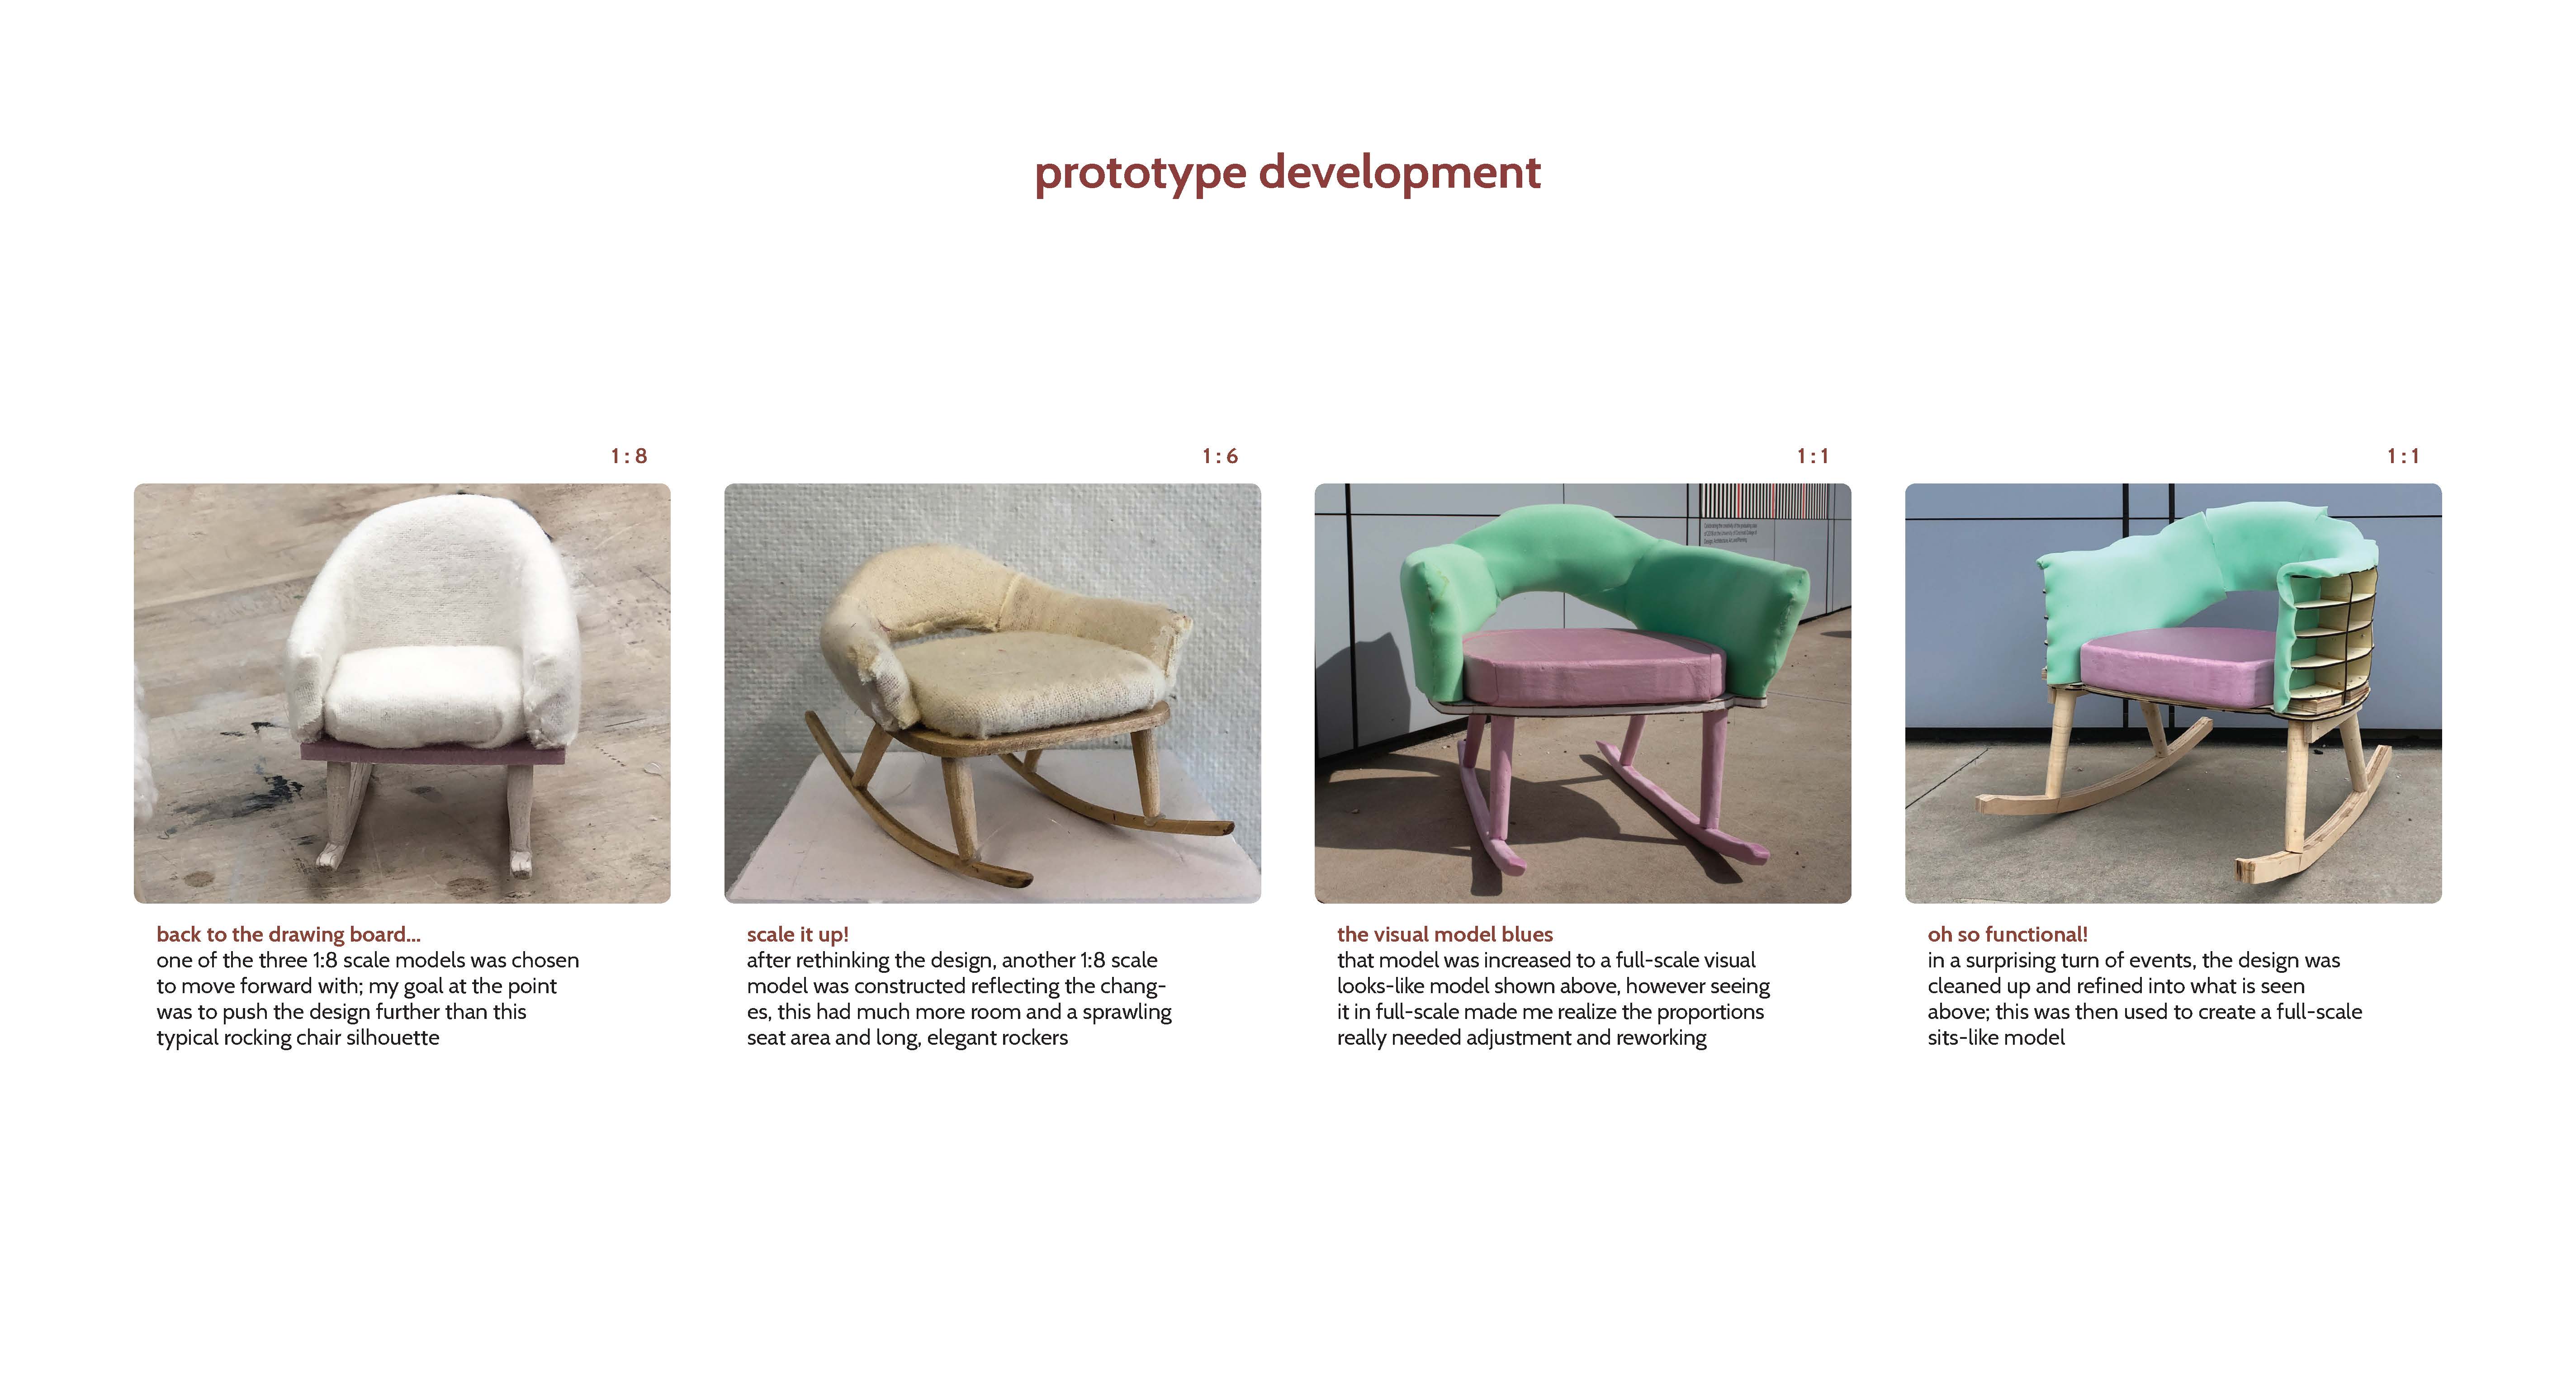 prototype development
1:8
1:6
1:1
1:1
back to the drawing board...
one of the three 1:8 scale models was chosen
to move forward with; my goal at the point
was to push the design further than this
typical rocking chair silhouette
scale it up!
after rethinking the design, another 1:8 scale
model was constructed reflecting the chang-
es, this had much more room and a sprawling
seat area and long, elegant rockers
the visual model blues
that model was increased to a full-scale visual
looks-like model shown above, however seeing
it in full-scale made me realize the proportions
really needed adjustment and reworking
oh so functional!
in a surprising turn of events, the design was
cleaned up and refined into what is seen
above; this was then used to create a full-scale
sits-like model